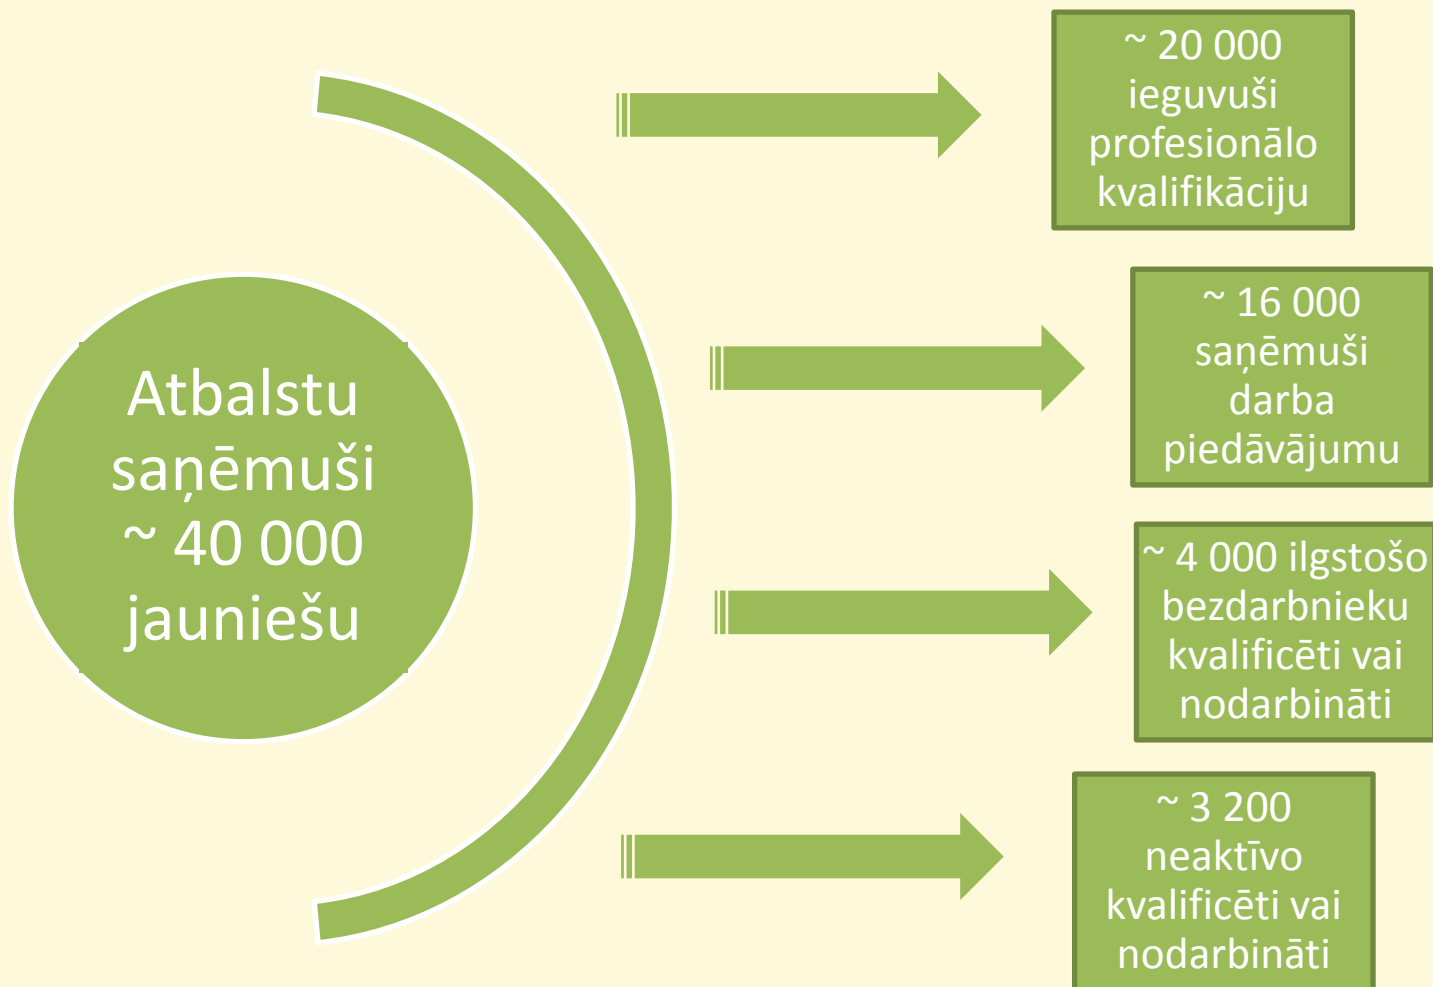 Atbalstu
saņēmuši
~ 40 000
jauniešu
~ 20 000
ieguvuši
profesionālo
kvalifikāciju
~ 16 000
saņēmuši
darba
piedāvājumu
~ 4 000 ilgstošo
bezdarbnieku
kvalificēti vai
nodarbināti
~ 3 200
neaktīvo
kvalificēti vai
nodarbināti